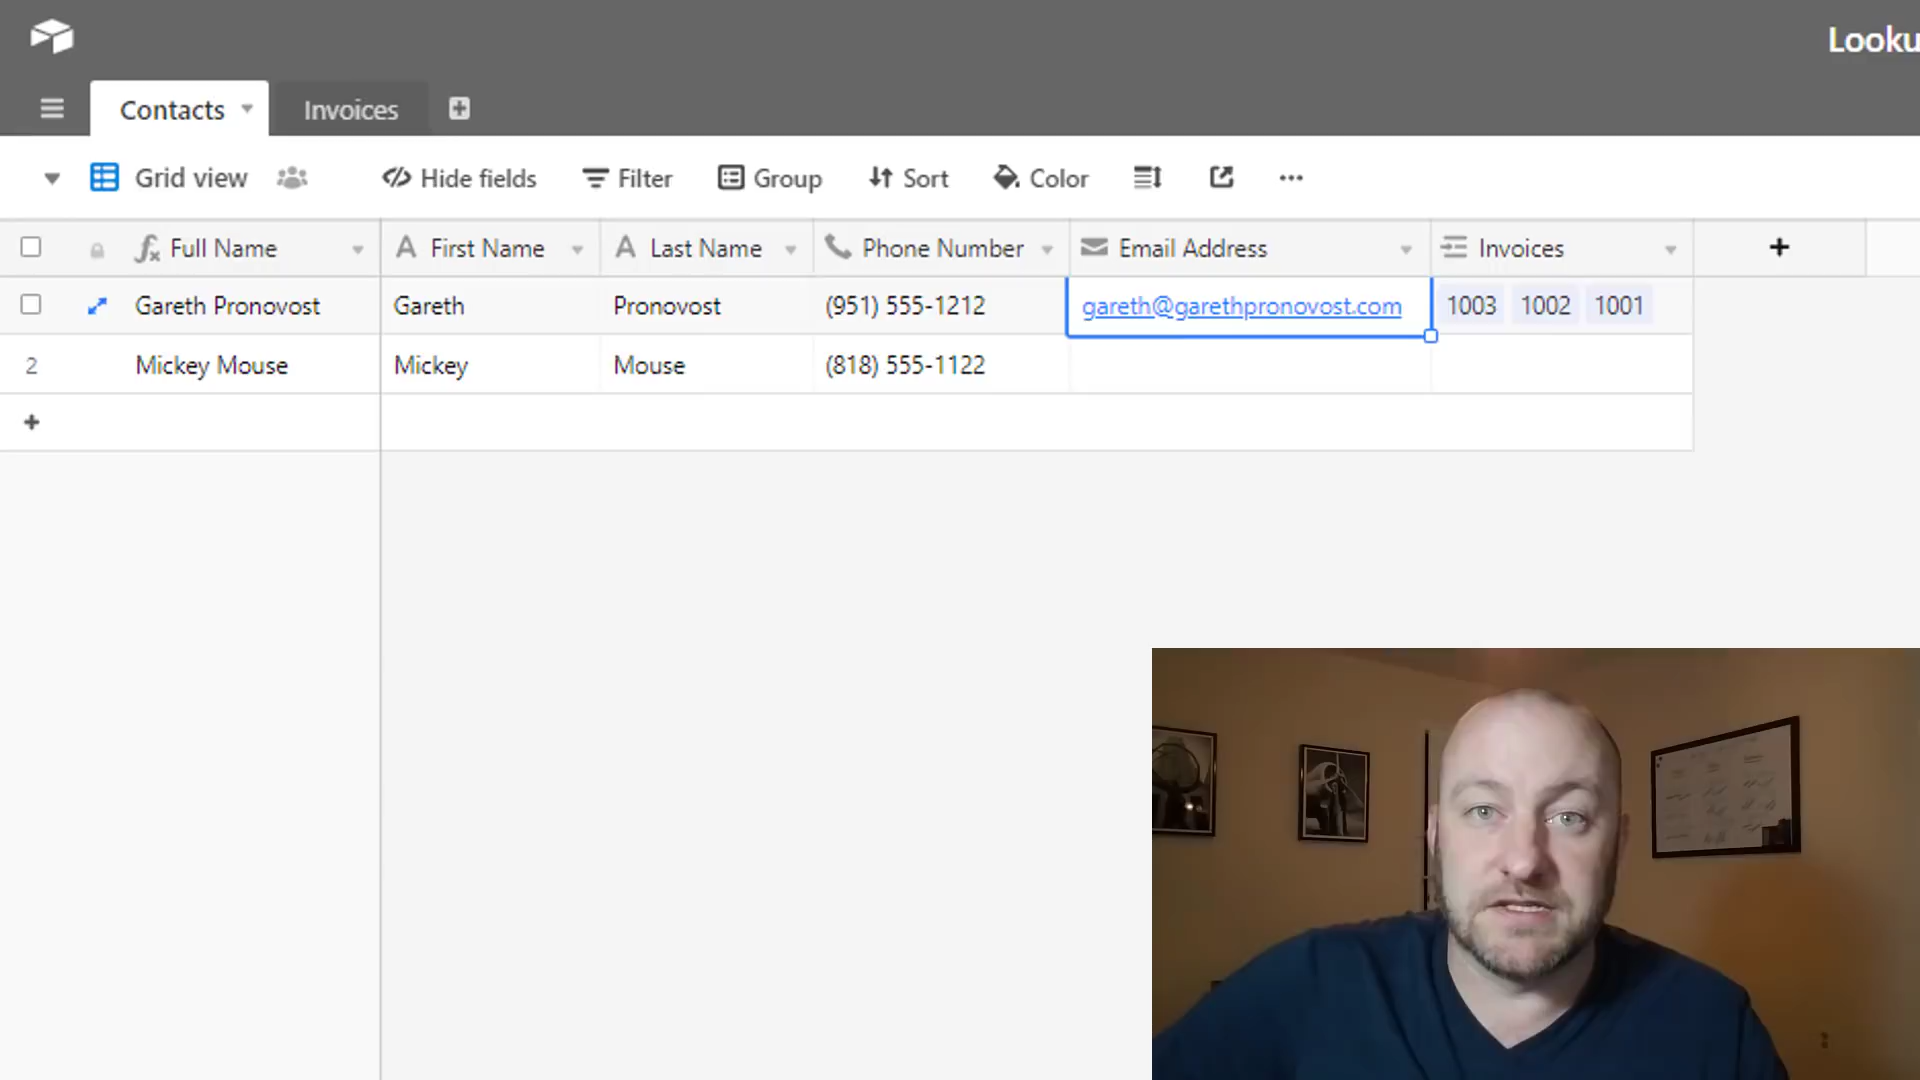 Looku
Contacts Invoices
Grid view Hide fields Filter Group Sort Color
Full Name First Name Last Name Phone Number Email Address Invoices
Gareth Pronovost Gareth Pronovost (951) 555-1212 gareth@garethpronovost.com 1003 1002 1001
2 Mickey Mouse Mickey Mouse (818) 555-1122